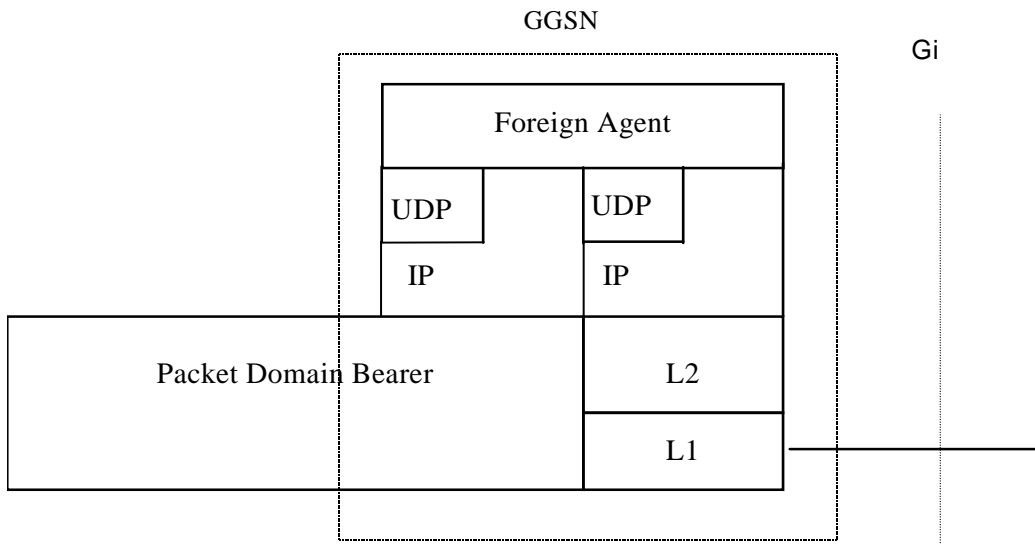 GGSN
Gi
Foreign Agent
UDP
UDP
IP
IP
Packet Domain Bearer
L2
L1